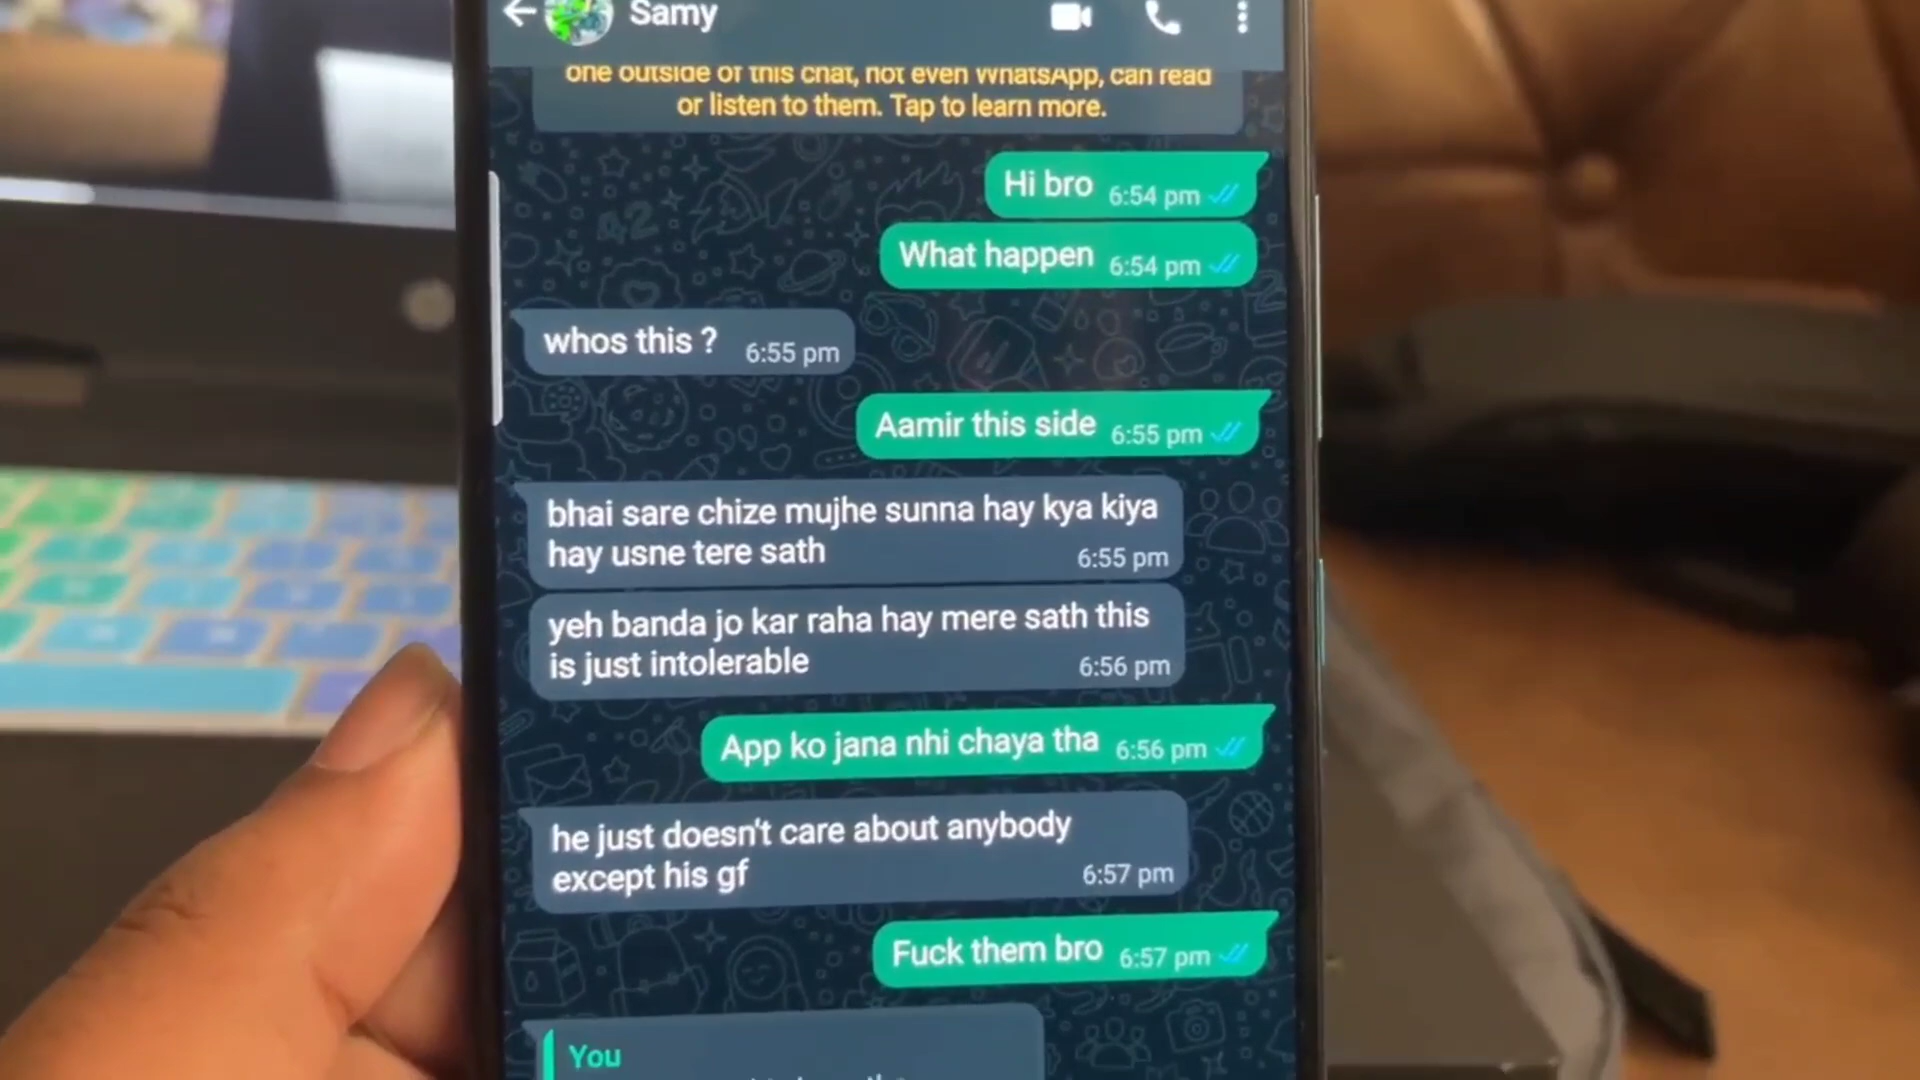 Samy
one outside of this chat, not even WhatsApp, can read
or listen to them. Tap to learn more.
Hi bro 6:54 pm
What happen 6:54 pm
whos this ? 6:55 pm
Aamir this side 6:55 pm
bhai sare chize mujhe sunna hay kya kiya
hay usne tere sath 6:55 pm
yeh banda jo kar raha hay mere sath this
is just intolerable 6:56 pm
App ko jana nhi chaya tha 6:56 pm
he just doesn't care about anybody
except his gf 6:57 pm
Fuck them bro 6:57 pm
You